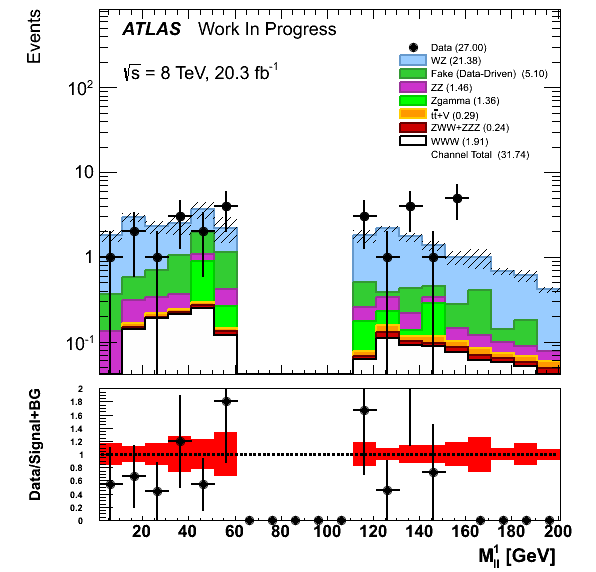 Events
ATLAS Work In Progress
√s = 8 TeV, 20.3 fb-1
Data (27.00)
WZ (21.38)
Fake (Data-Driven) (5.10)
ZZ (1.46)
Zgamma (1.36)
tt̄+V (0.29)
ZWW+ZZZ (0.24)
WWW (1.91)
Channel Total (31.74)
10²
10
1
10⁻¹
Data/Signal+BG
2
1.8
1.6
1.4
1.2
1
0.8
0.6
0.4
0.2
0
20 40 60 80 100 120 140 160 180 200
M¹ll [GeV]